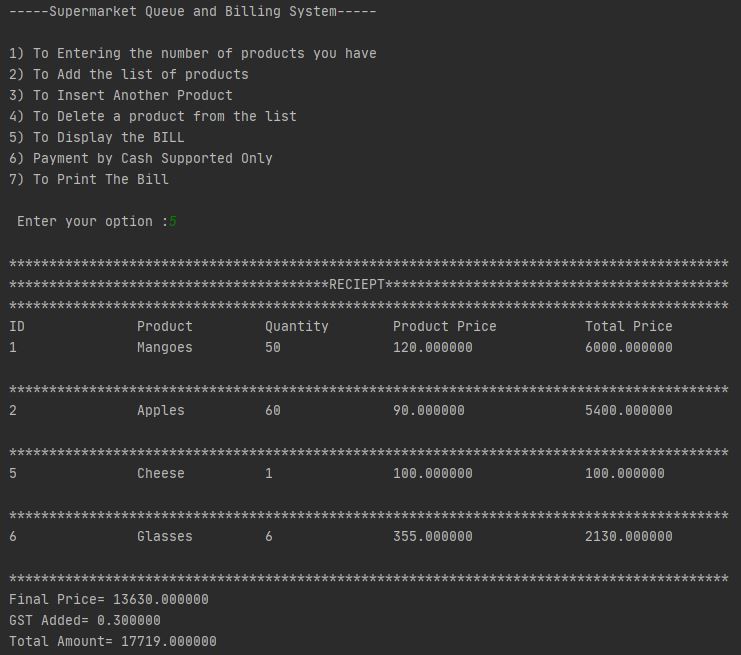 -----Supermarket Queue and Billing System-----
1) To Entering the number of products you have
2) To Add the list of products
3) To Insert Another Product
4) To Delete a product from the list
5) To Display the BILL
6) Payment by Cash Supported Only
7) To Print The Bill
Enter your option :5
******************************************************************************************
****************************************RECIEPT*******************************************
******************************************************************************************
ID Product Quantity Product Price Total Price
1 Mangoes 50 120.000000 6000.000000
******************************************************************************************
2 Apples 60 90.000000 5400.000000
******************************************************************************************
5 Cheese 1 100.000000 100.000000
******************************************************************************************
6 Glasses 6 355.000000 2130.000000
******************************************************************************************
Final Price= 13630.000000
GST Added= 0.300000
Total Amount= 17719.000000